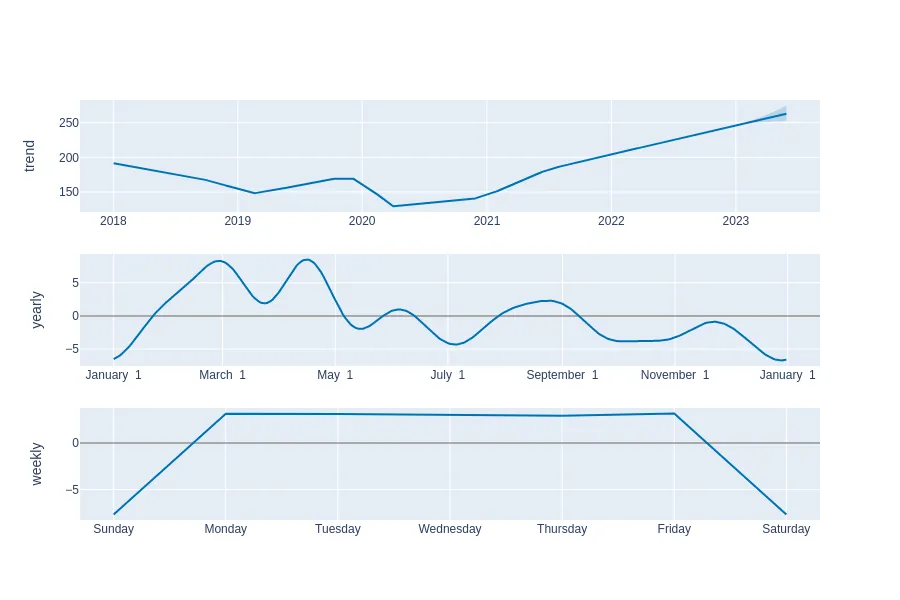 trend
250
200
150
2018 2019 2020 2021 2022 2023
yearly
5
0
−5
January 1 March 1 May 1 July 1 September 1 November 1 January 1
weekly
0
−5
Sunday Monday Tuesday Wednesday Thursday Friday Saturday